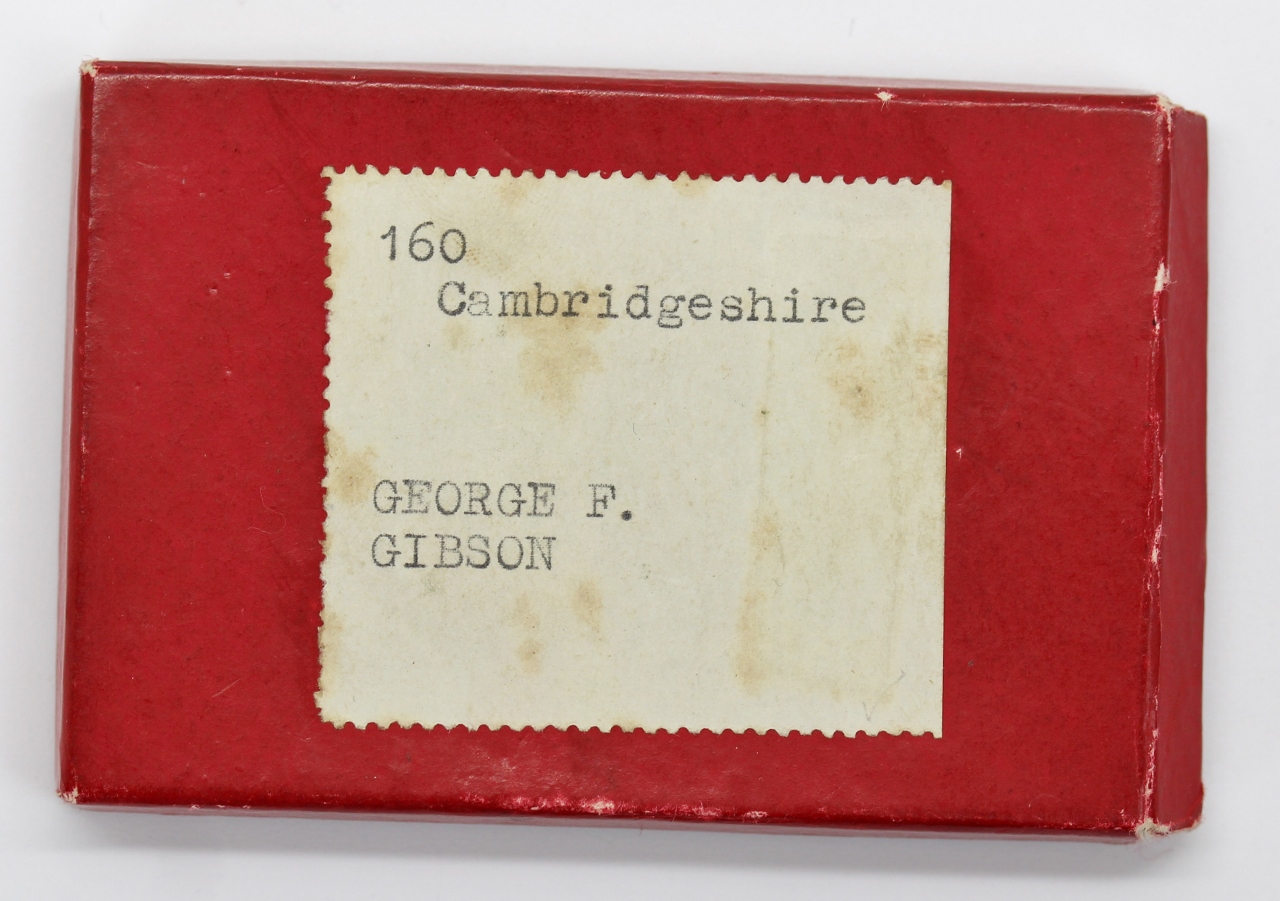 160
Cambridgeshire
GEORGE F.
GIBSON